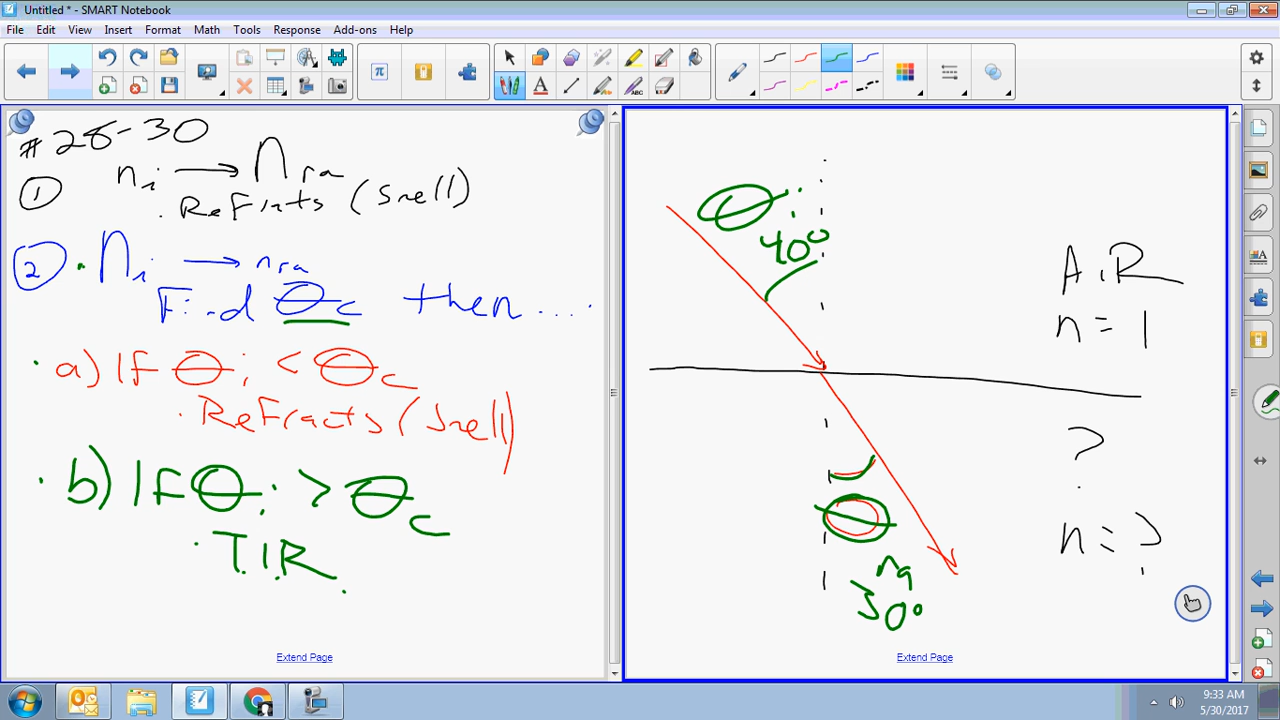 Untitled * - SMART Notebook
File Edit View Insert Format Math Tools Response Add-ons Help
#28-30
① ni → nra
· Refracts (Snell)
② · ni → nra
Find Θc then ....
· a) If Θi < Θc
· Refracts (Snell)
· b) If Θi > Θc
· T.I.R.
Extend Page
Θi
40°
AiR
n = 1
?
n = ?
Θ
ra
30°
Extend Page
9:33 AM
5/30/2017